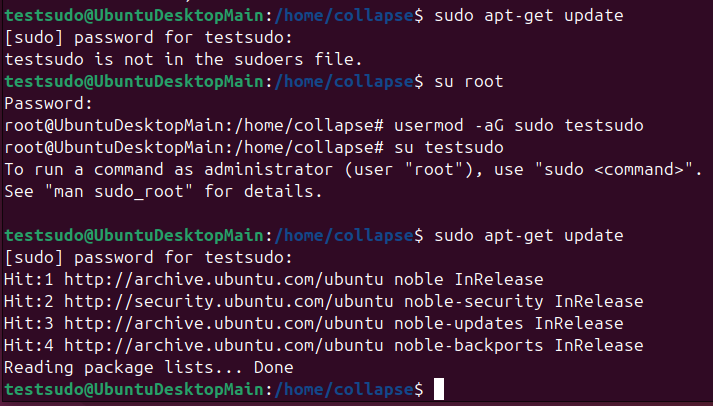 testsudo@UbuntuDesktopMain:/home/collapse$ sudo apt-get update
[sudo] password for testsudo:
testsudo is not in the sudoers file.
testsudo@UbuntuDesktopMain:/home/collapse$ su root
Password:
root@UbuntuDesktopMain:/home/collapse# usermod -aG sudo testsudo
root@UbuntuDesktopMain:/home/collapse# su testsudo
To run a command as administrator (user "root"), use "sudo <command>".
See "man sudo_root" for details.
testsudo@UbuntuDesktopMain:/home/collapse$ sudo apt-get update
[sudo] password for testsudo:
Hit:1 http://archive.ubuntu.com/ubuntu noble InRelease
Hit:2 http://security.ubuntu.com/ubuntu noble-security InRelease
Hit:3 http://archive.ubuntu.com/ubuntu noble-updates InRelease
Hit:4 http://archive.ubuntu.com/ubuntu noble-backports InRelease
Reading package lists... Done
testsudo@UbuntuDesktopMain:/home/collapse$